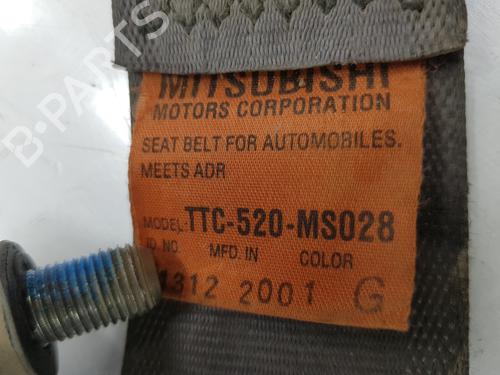 B-PARTS
MITSUBISHI
MOTORS CORPORATION
SEAT BELT FOR AUTOMOBILES.
MEETS ADR
MODEL TTC-520-MS028
ID NO. MFD. IN COLOR
1312 2001 G